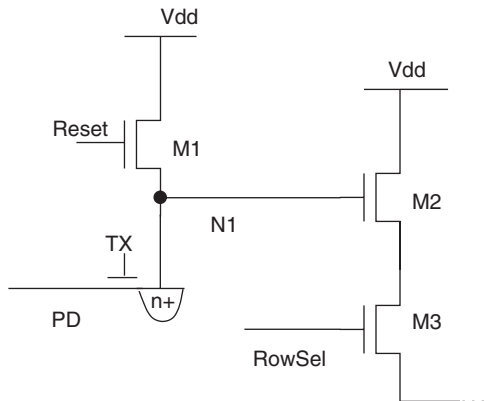 Vdd
Vdd
Reset
M1
M2
N1
TX
n+
PD
M3
RowSel